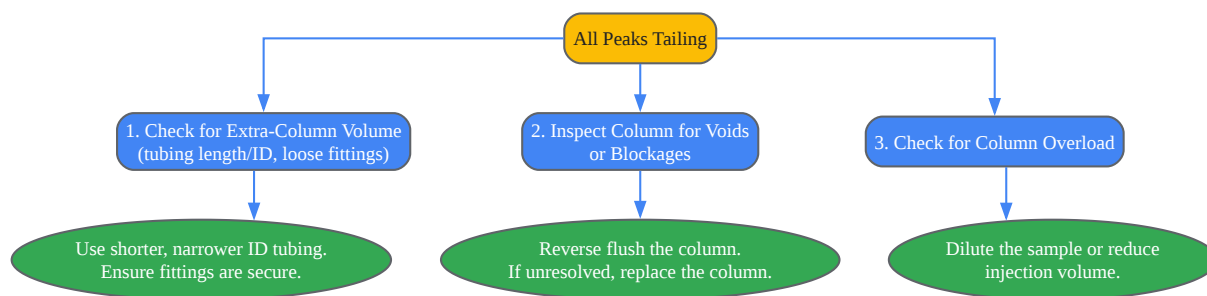 All Peaks Tailing
1. Check for Extra-Column Volume
(tubing length/ID, loose fittings)
2. Inspect Column for Voids
or Blockages
3. Check for Column Overload
Use shorter, narrower ID tubing.
Ensure fittings are secure.
Reverse flush the column.
If unresolved, replace the column.
Dilute the sample or reduce
injection volume.